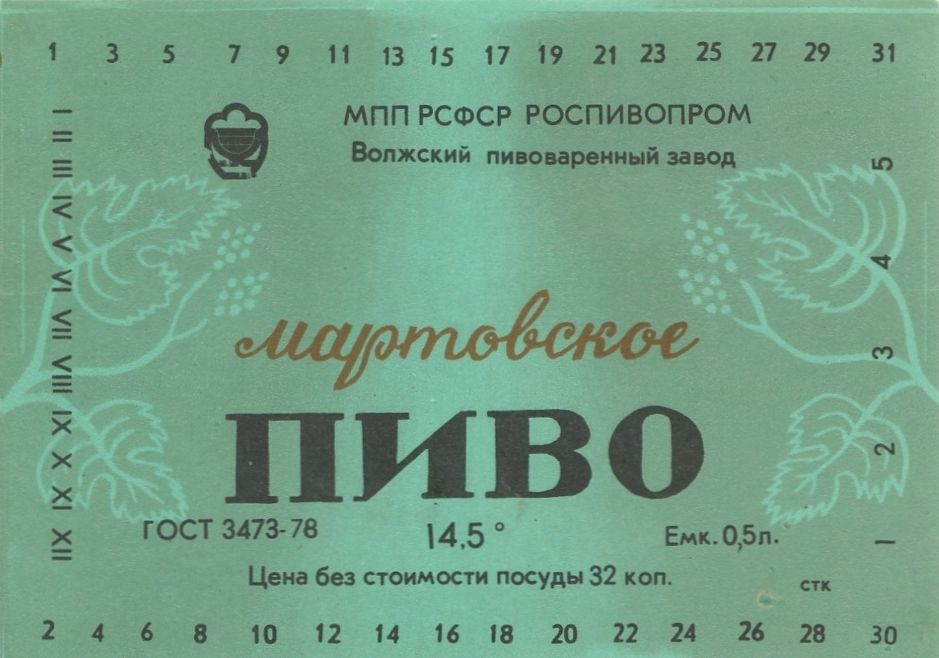 1 3 5 7 9 11 13 15 17 19 21 23 25 27 29 31
МПП РСФСР РОСПИВОПРОМ
Волжский пивоваренный завод
I II III IV V VI VII VIII IX X XI XII
5 4 3 2 1
мартовское
ПИВО
ГОСТ 3473-78 14,5° Емк. 0,5л.
Цена без стоимости посуды 32 коп.
стк
2 4 6 8 10 12 14 16 18 20 22 24 26 28 30